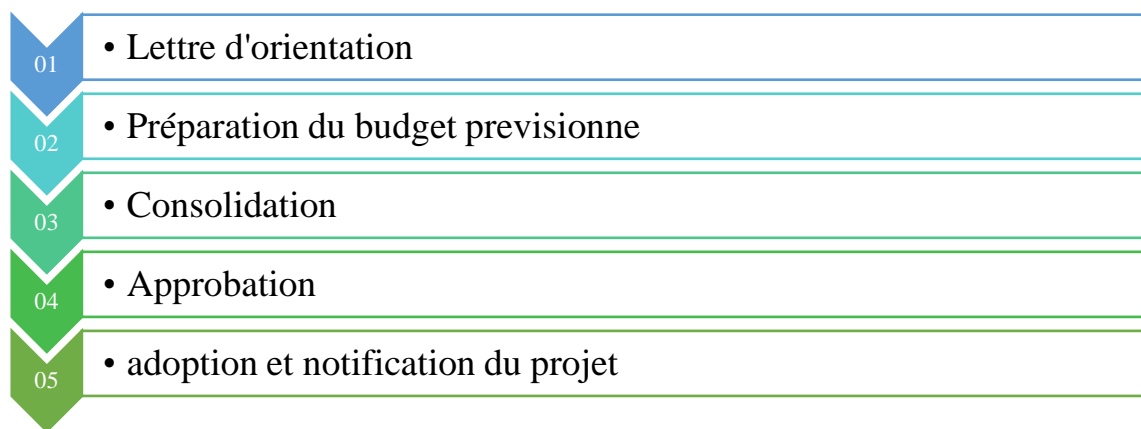 01 • Lettre d'orientation
02 • Préparation du budget previsionne
03 • Consolidation
04 • Approbation
05 • adoption et notification du projet